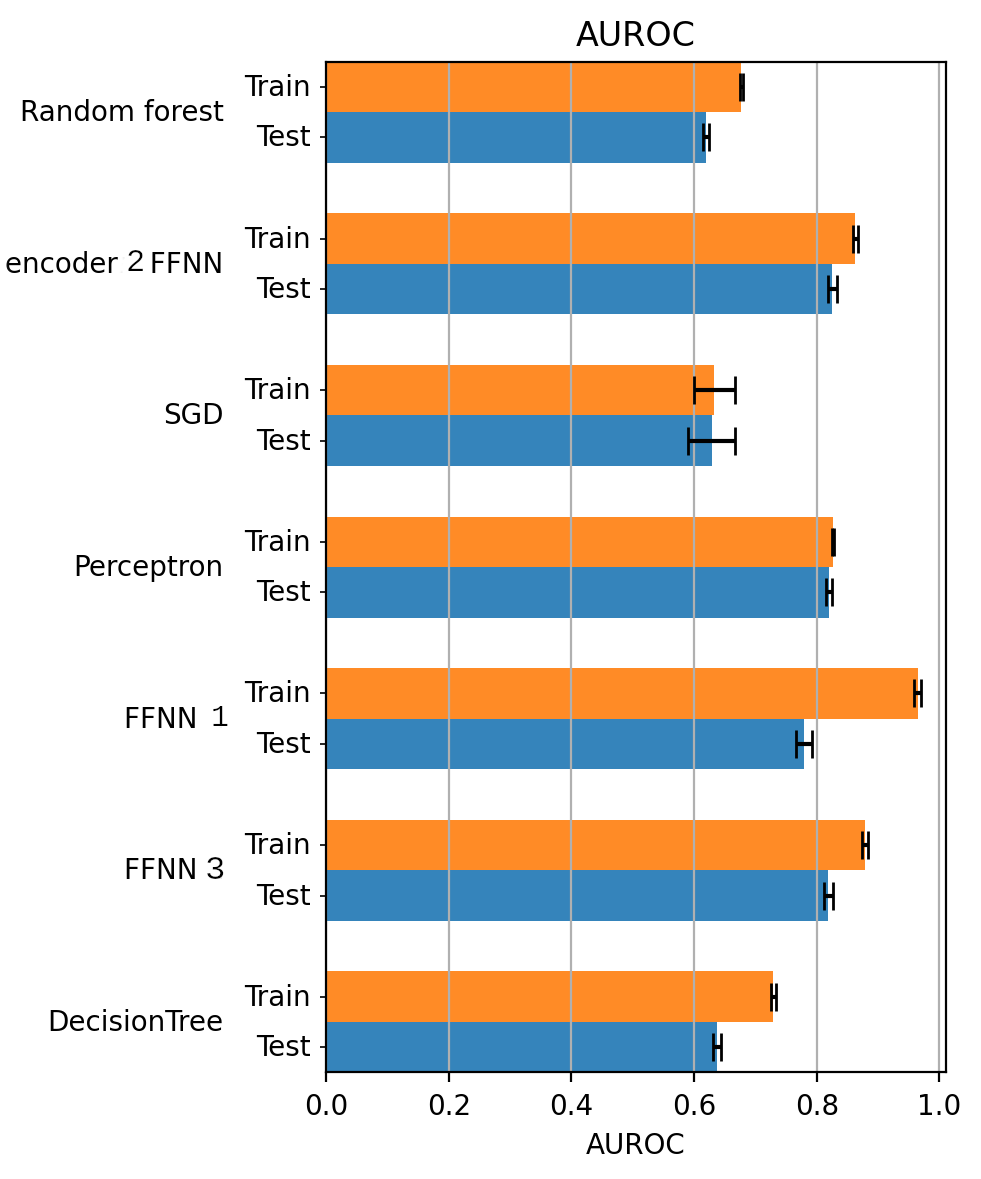 AUROC
Random forest
Train
Test
encoder 2 FFNN
Train
Test
SGD
Train
Test
Perceptron
Train
Test
FFNN 1
Train
Test
FFNN 3
Train
Test
DecisionTree
Train
Test
0.0 0.2 0.4 0.6 0.8 1.0
AUROC